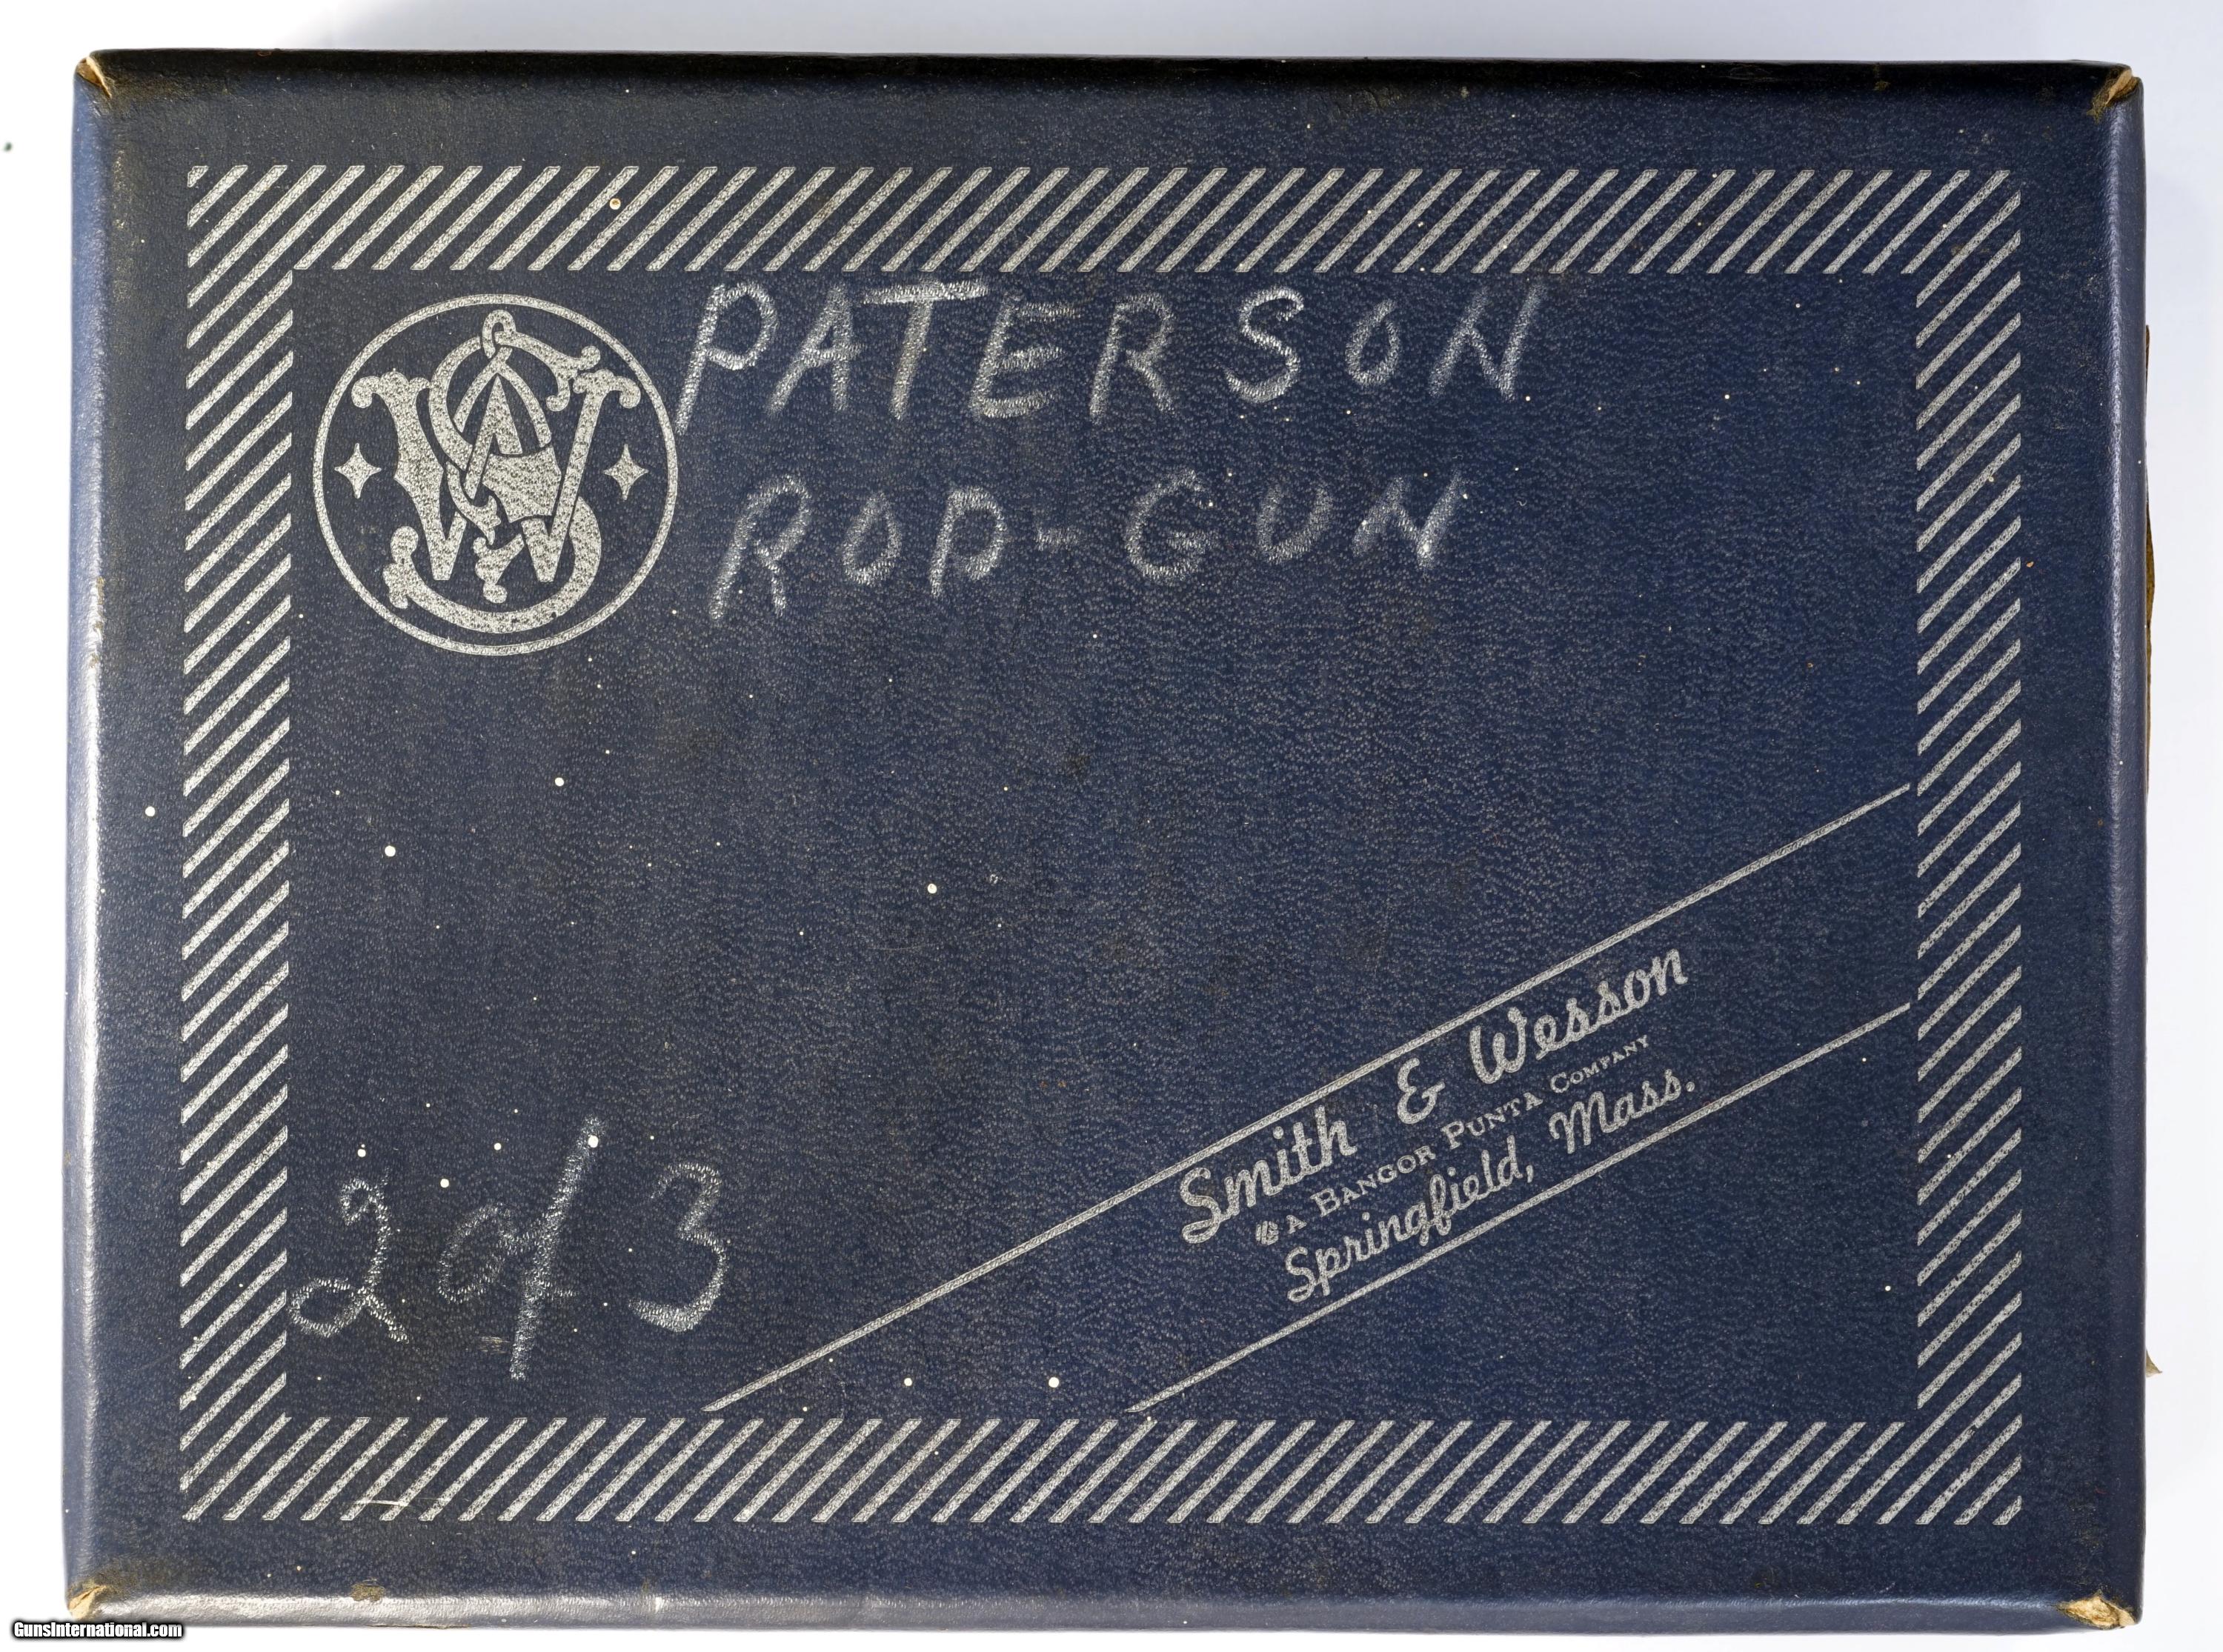 PATERSON
ROD-GUN
2 of 3
Smith & Wesson
A BANGOR PUNTA COMPANY
Springfield, Mass.
GunsInternational.com